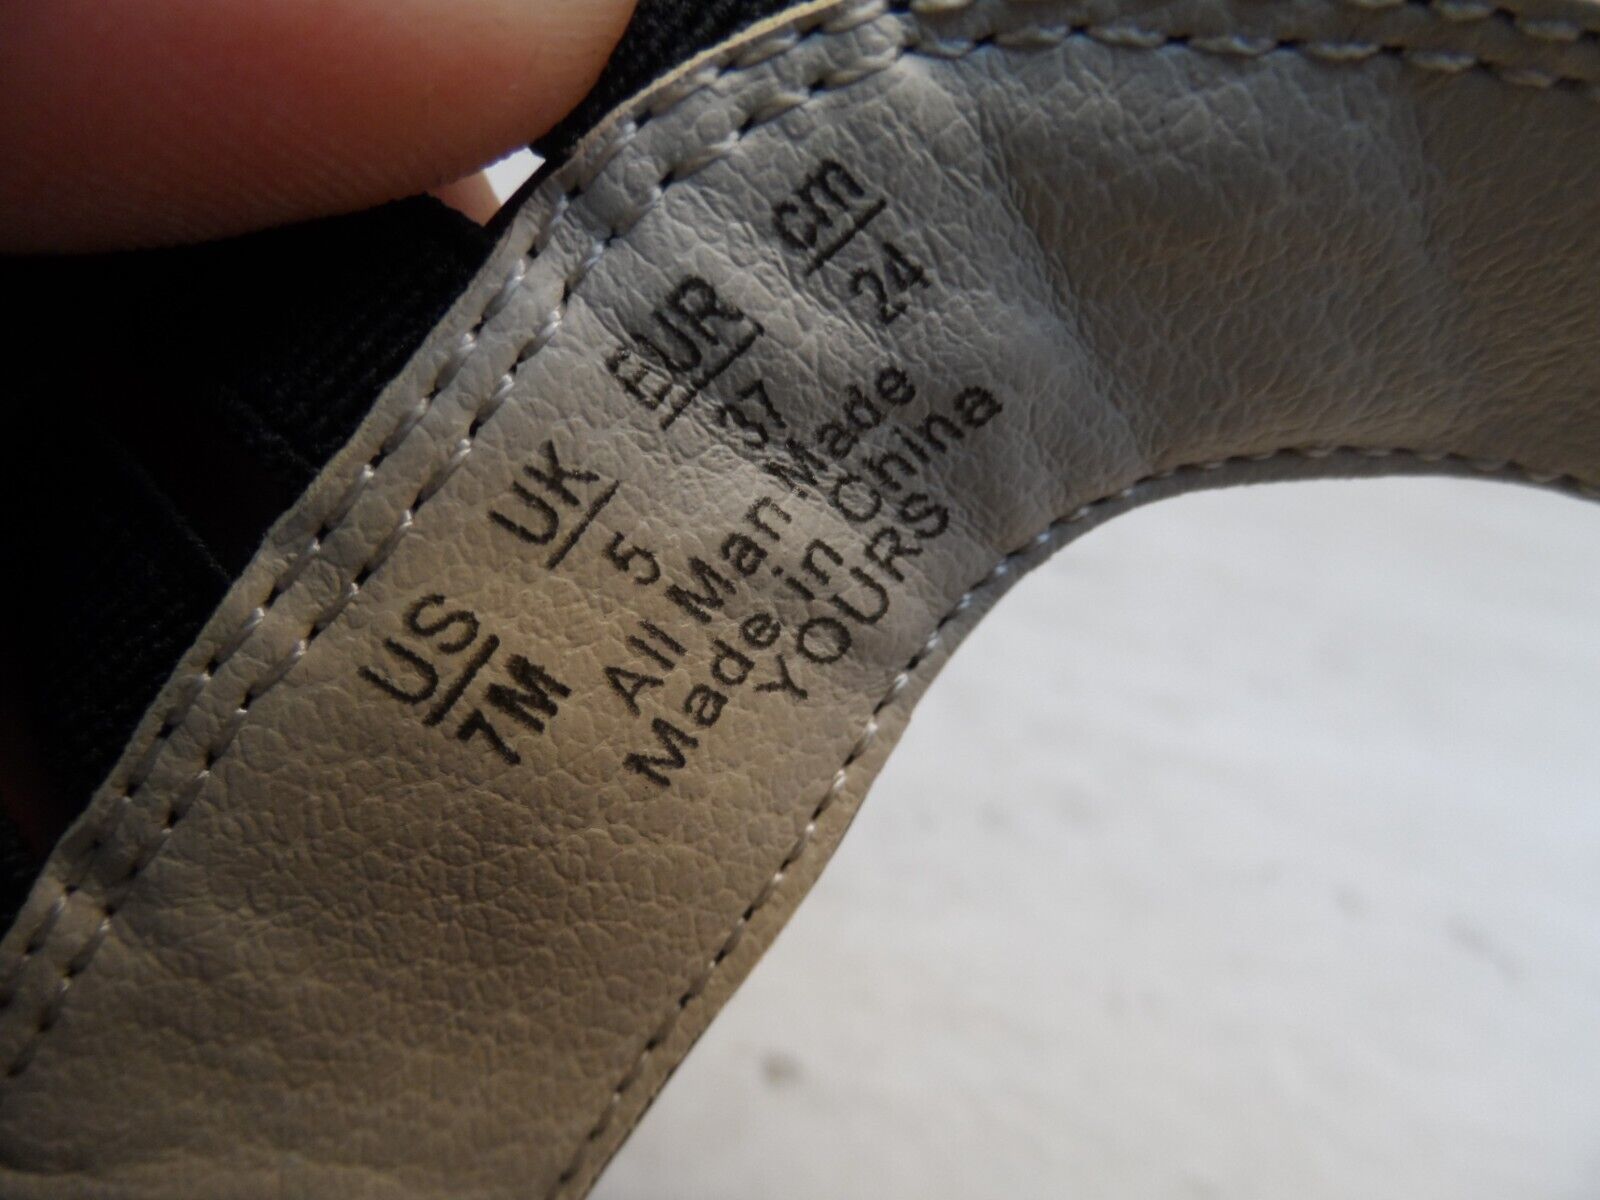 US UK EUR cm
7M 5 37 24
All Man Made
Made in China
YOURS